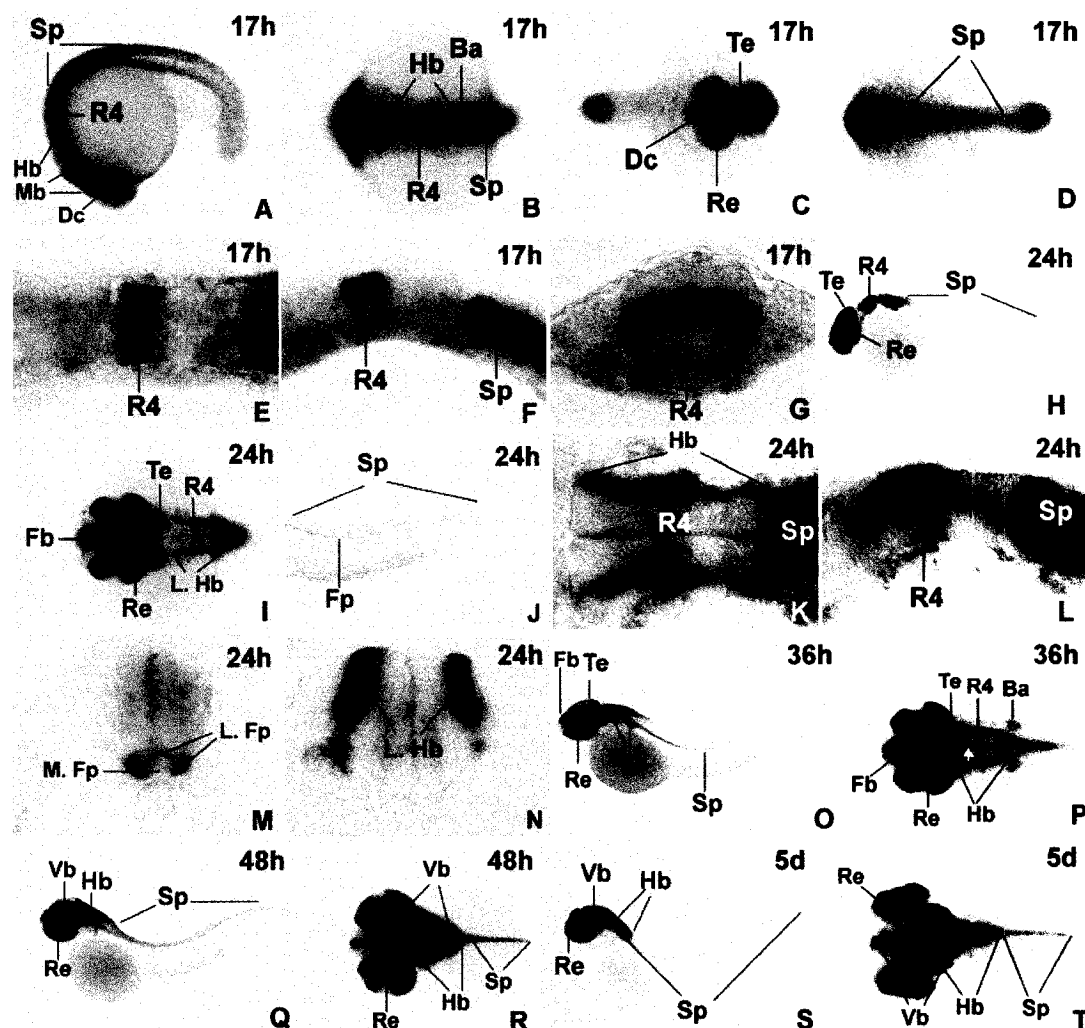 Sp 17h
R4
Hb
Mb
Dc
A
17h
Hb Ba
R4 Sp
B
Te 17h
Dc
Re
C
Sp 17h
D
17h
R4
E
17h
R4
Sp
F
17h
R4
G
24h
Te R4 Sp
Re
H
24h
Te R4
Fb
L. Hb
Re
I
Sp 24h
Fp
J
Hb
24h
R4 Sp
K
24h
Sp
R4
L
24h
L. Fp
M. Fp
M
24h
L. Hb
N
36h
Fb Te
Re
Sp
O
36h
Te R4 Ba
Fb
Hb
Re
P
48h
Vb Hb Sp
Re
Q
48h
Vb
Sp
Hb
Re
R
5d
Vb Hb
Re
Sp
S
5d
Re
Vb Hb Sp
T